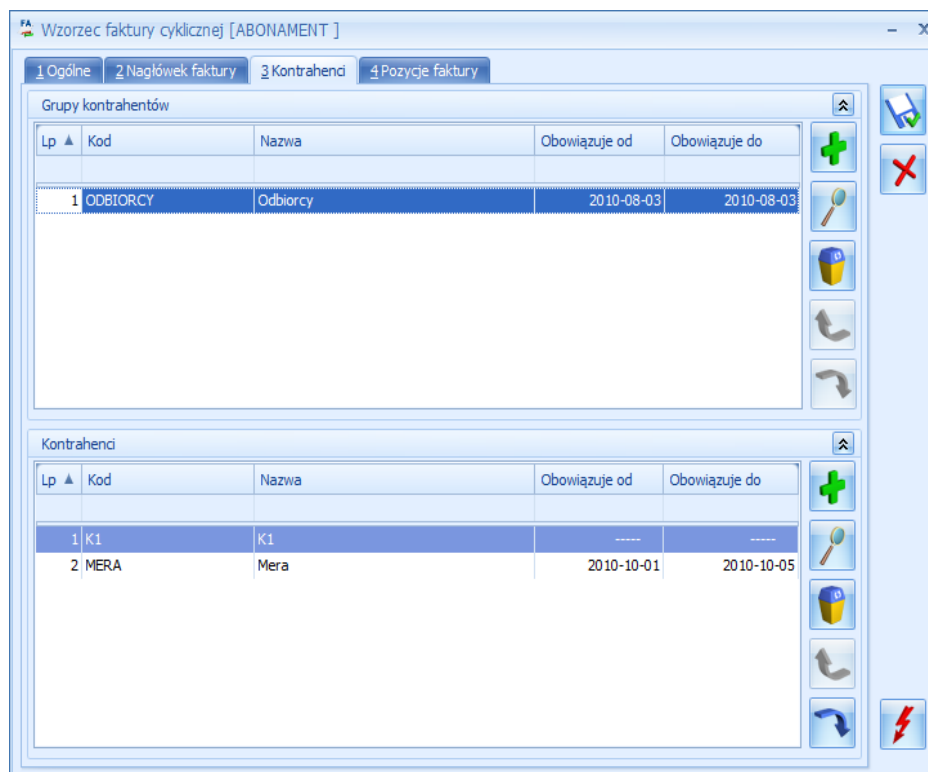 FA
Wzorzec faktury cyklicznej [ABONAMENT ]
1 Ogólne 2 Nagłówek faktury 3 Kontrahenci 4 Pozycje faktury
Grupy kontrahentów
Lp Kod Nazwa Obowiązuje od Obowiązuje do
1 ODBIORCY Odbiorcy 2010-08-03 2010-08-03
Kontrahenci
Lp Kod Nazwa Obowiązuje od Obowiązuje do
1 K1 K1 ----- -----
2 MERA Mera 2010-10-01 2010-10-05